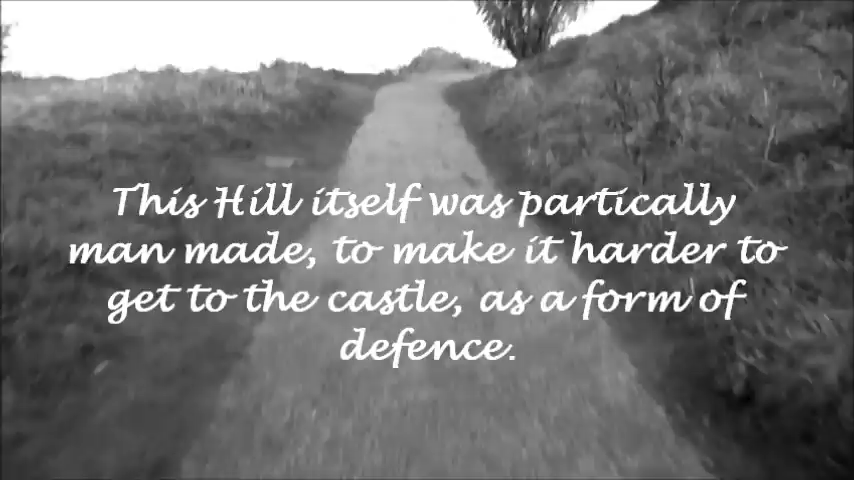 This Hill itself was partically
man made, to make it harder to
get to the castle, as a form of
defence.